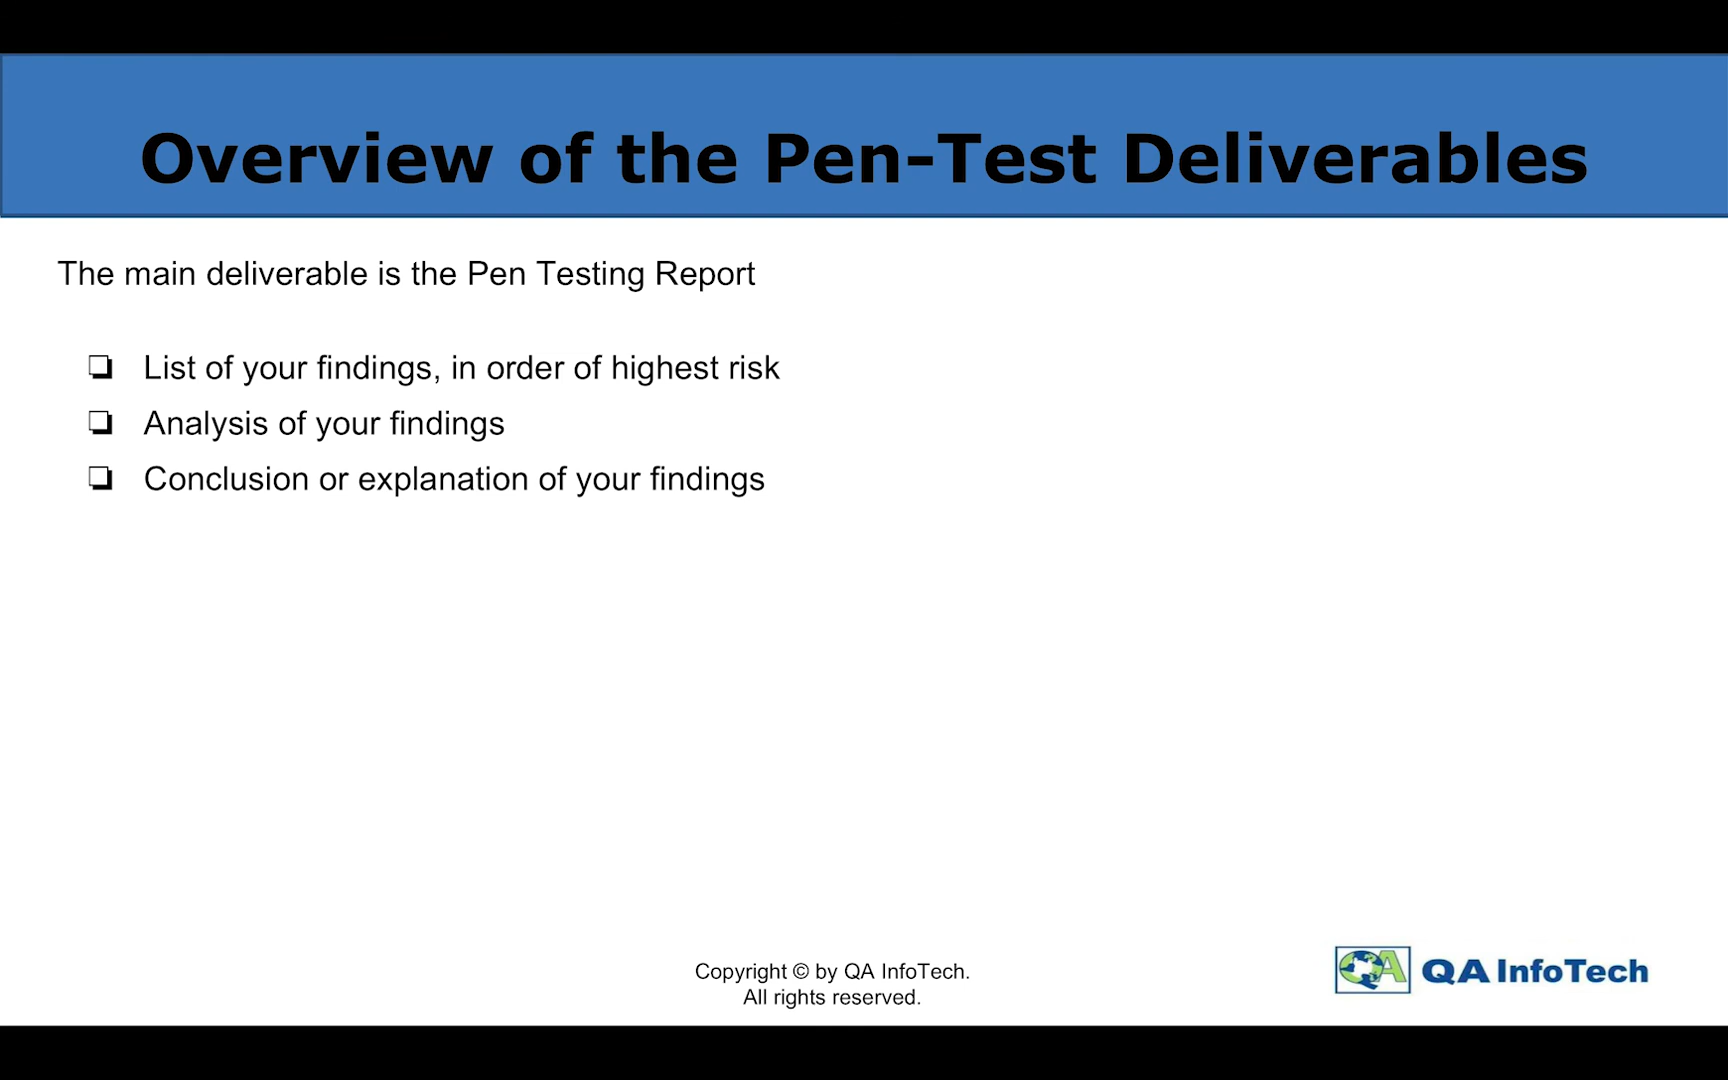 Overview of the Pen-Test Deliverables
The main deliverable is the Pen Testing Report
❏ List of your findings, in order of highest risk
❏ Analysis of your findings
❏ Conclusion or explanation of your findings
Copyright © by QA InfoTech.
All rights reserved.
QA QA InfoTech